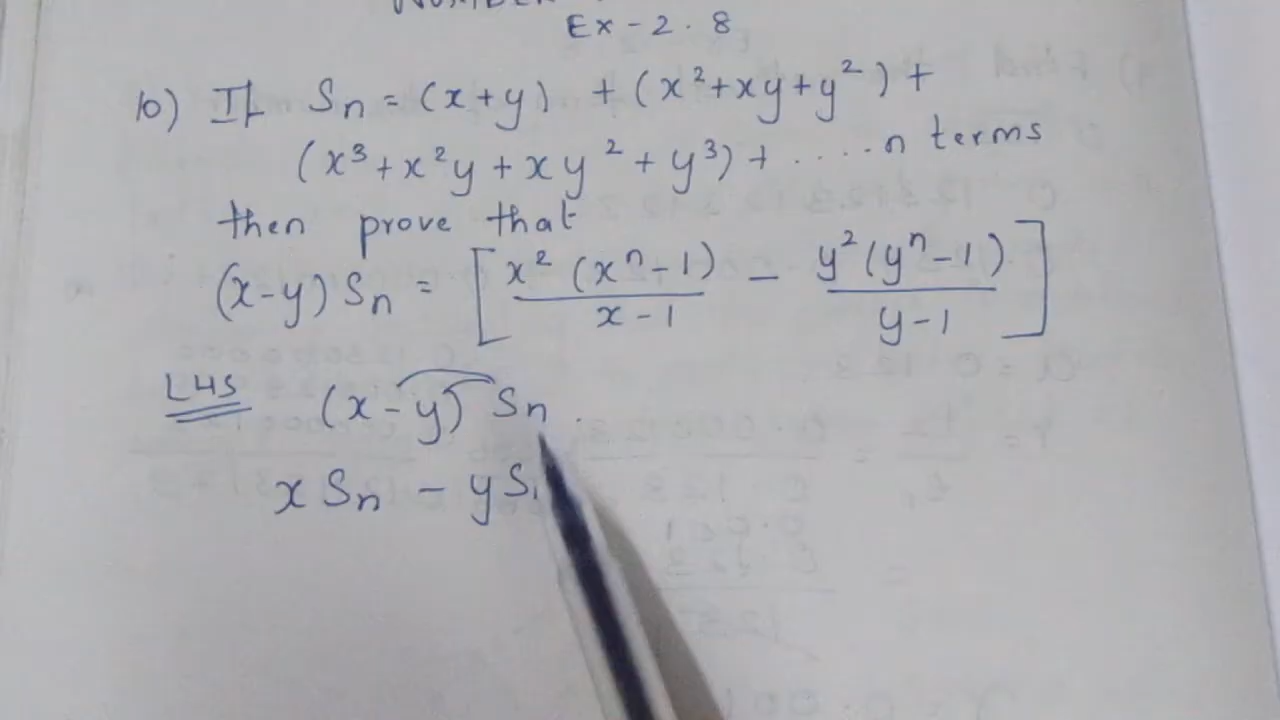 Ex - 2.8
10) If Sn = (x+y) + (x²+xy+y²) +
(x³+x²y+xy²+y³)+ .....n terms
then prove that
(x-y) Sn = [x²(xⁿ-1)/x-1 - y²(yⁿ-1)/y-1]
LHS (x-y) Sn.
x Sn - yS